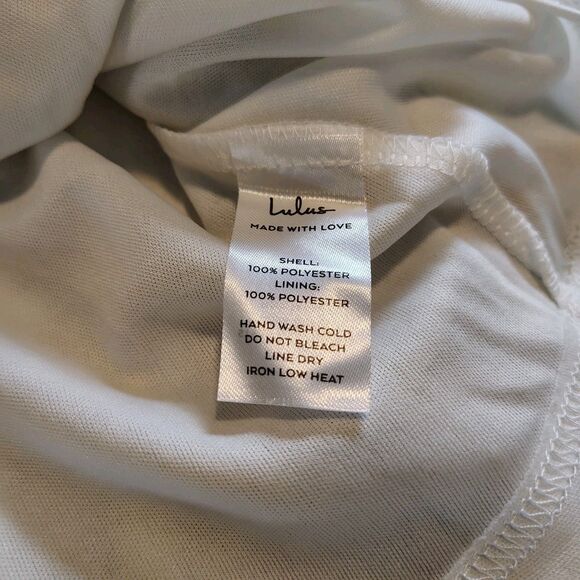 Lulus
MADE WITH LOVE
SHELL:
100% POLYESTER
LINING:
100% POLYESTER
HAND WASH COLD
DO NOT BLEACH
LINE DRY
IRON LOW HEAT